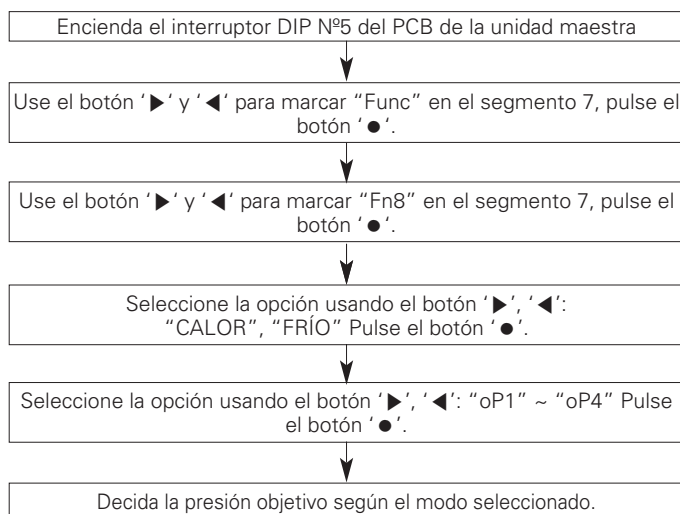 Encienda el interruptor DIP Nº5 del PCB de la unidad maestra
Use el botón ‘▶‘ y ‘◀‘ para marcar “Func” en el segmento 7, pulse el
botón ‘●‘.
Use el botón ‘▶‘ y ‘◀‘ para marcar “Fn8” en el segmento 7, pulse el
botón ‘●‘.
Seleccione la opción usando el botón ‘▶’, ‘◀’:
“CALOR”, “FRÍO” Pulse el botón ‘●’.
Seleccione la opción usando el botón ‘▶’, ‘◀’: “oP1” ~ “oP4” Pulse
el botón ‘●’.
Decida la presión objetivo según el modo seleccionado.